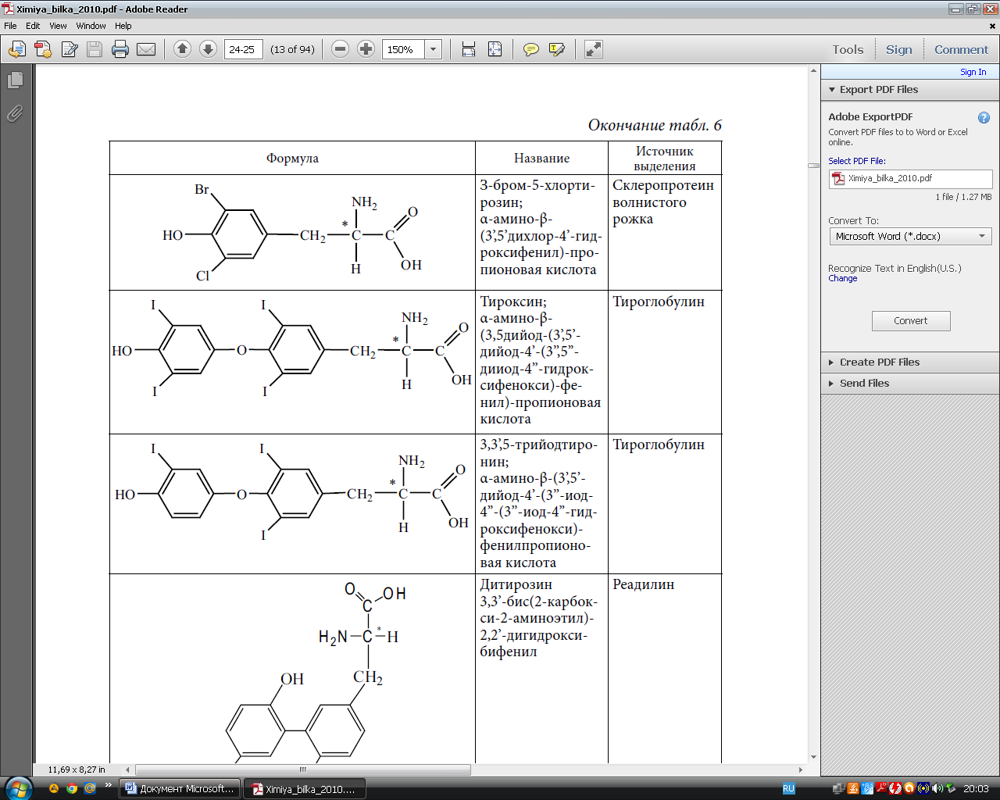 Ximiya_bilka_2010.pdf - Adobe Reader
File Edit View Window Help
24-25 (13 of 94) 150% Tools Sign Comment
Sign In
Export PDF Files
Adobe ExportPDF
Convert PDF files to to Word or Excel
online.
Select PDF File:
Ximiya_bilka_2010.pdf
1 file / 1.27 MB
Convert To:
Microsoft Word (*.docx)
Recognize Text in English(U.S.)
Change
Convert
Create PDF Files
Send Files
Окончание табл. 6
Формула
Название
Источник
выделения
Br
HO
Cl
CH2
NH2
*
C
H
C
O
OH
3-бром-5-хлорти-
розин;
α-амино-β-
(3’,5’дихлор-4’-гид-
роксифенил)-про-
пионовая кислота
Склеропротеин
волнистого
рожка
I
HO
I
O
I
I
CH2
NH2
*
C
H
C
O
OH
Тироксин;
α-амино-β-
(3,5дийод-(3’,5’-
дийод-4’-(3”,5”-
дииод-4”-гидрок-
сифенокси)-фе-
нил)-пропионовая
кислота
Тироглобулин
I
HO
O
I
I
CH2
NH2
*
C
H
C
O
OH
3,3’,5-трийодтиро-
нин;
α-амино-β-(3’,5’-
дийод-4’-(3”-иод-
4”-(3”-иод-4”-гид-
роксифенокси)-
фенилпропионо-
вая кислота
Тироглобулин
O
OH
C
H2N
C
*
H
CH2
OH
Дитирозин
3,3’-бис(2-карбок-
си-2-аминоэтил)-
2,2’-дигидрокси-
бифенил
Реадилин
11,69 x 8,27 in
Документ Microsoft...
Ximiya_bilka_2010....
RU
20:03